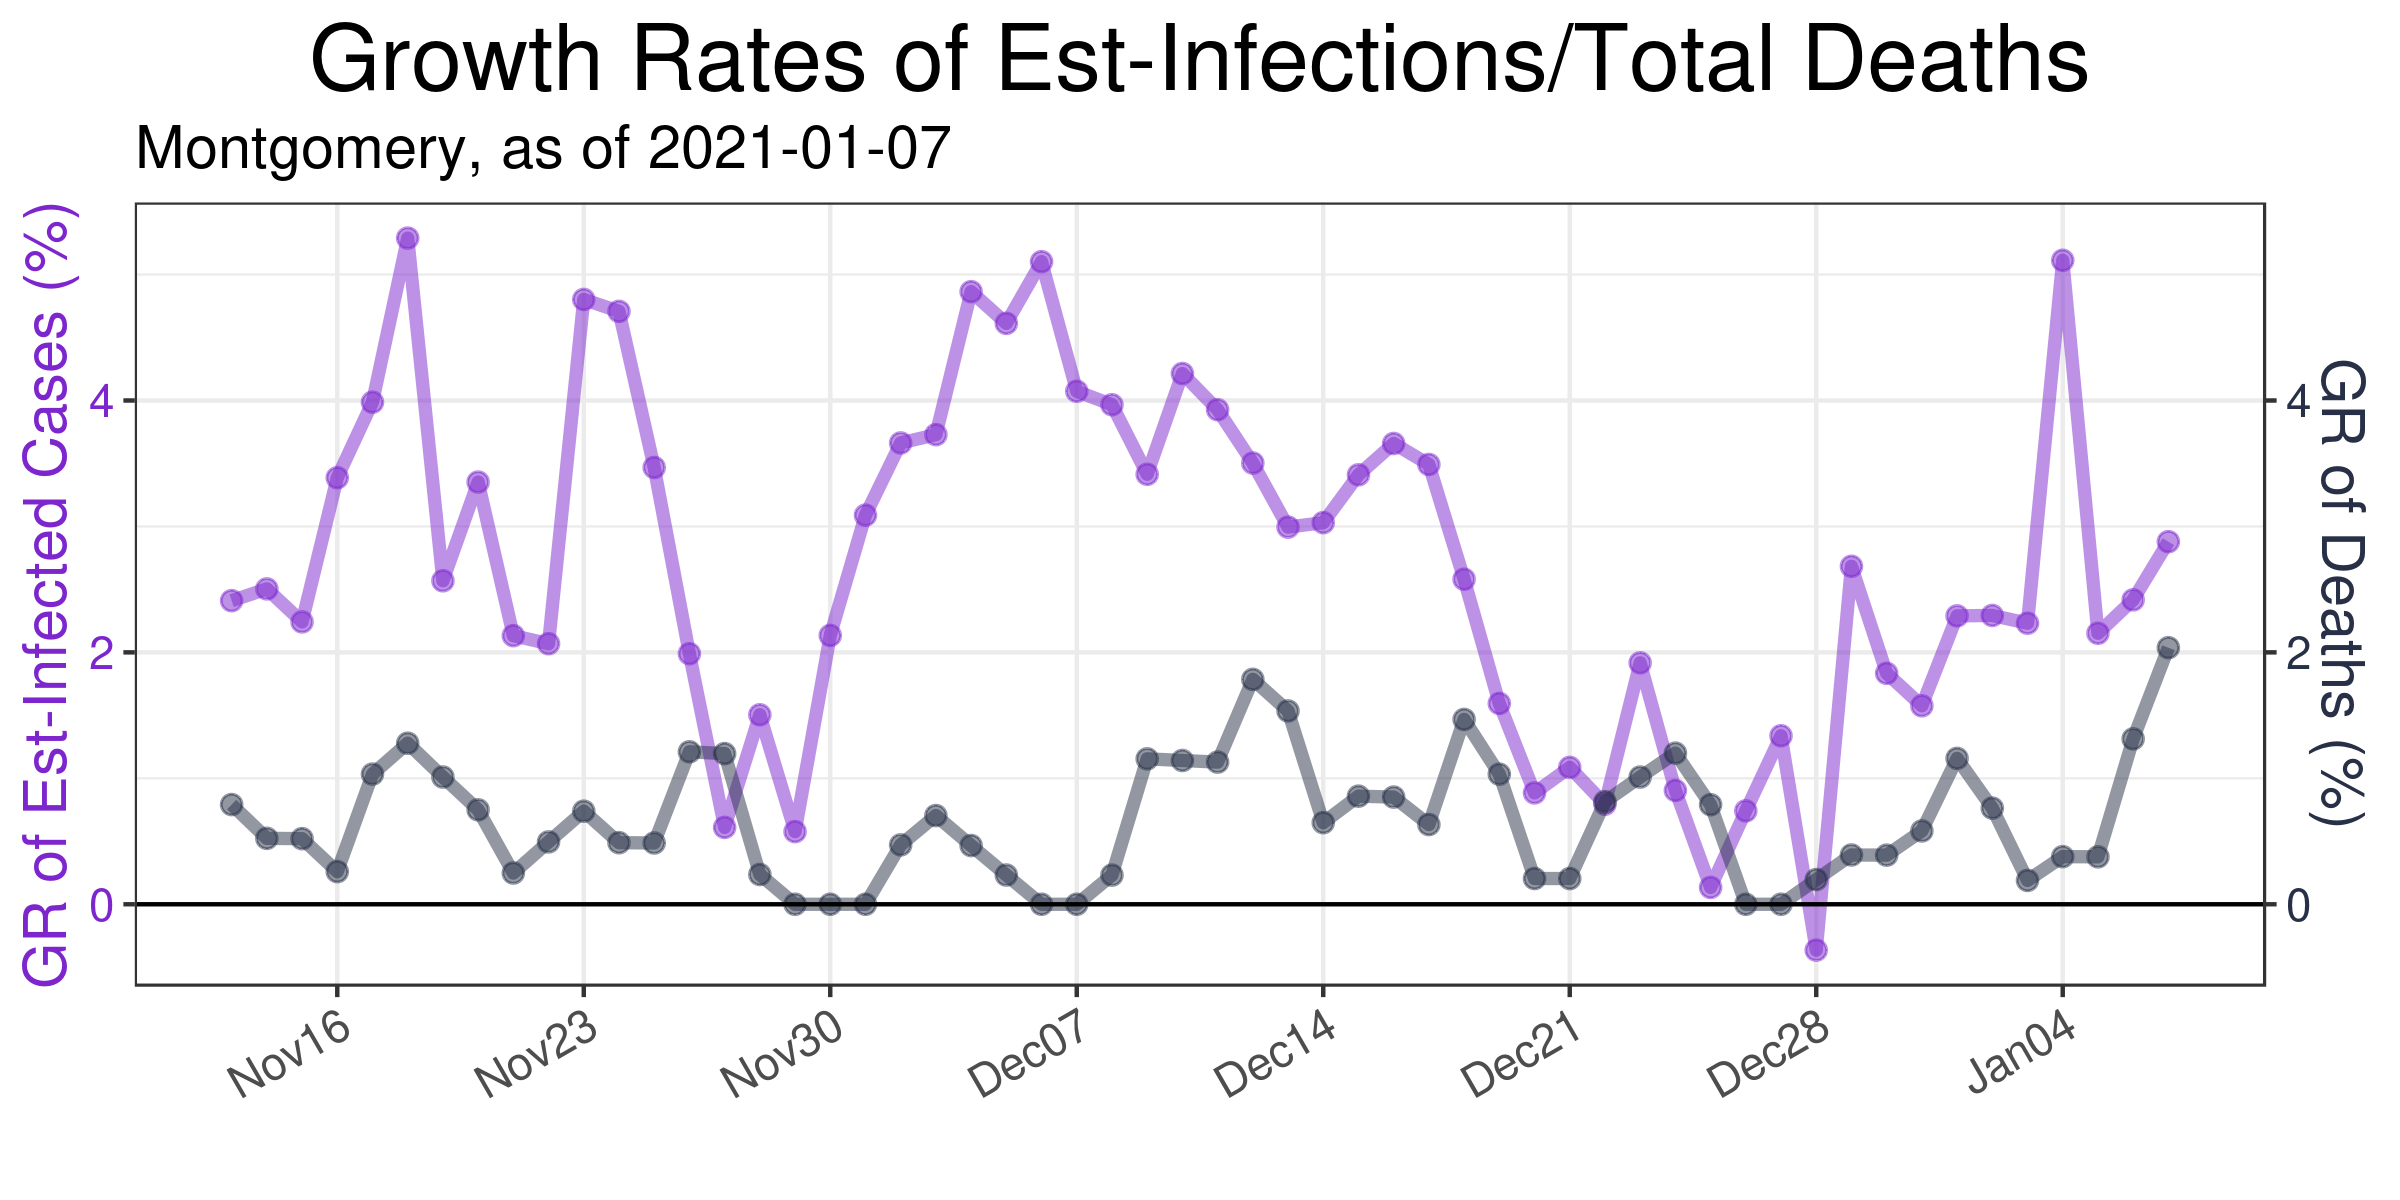 Growth Rates of Est-Infections/Total Deaths
Montgomery, as of 2021-01-07
GR of Est-Infected Cases (%)
4
2
0
4
2
0
GR of Deaths (%)
Nov16
Nov23
Nov30
Dec07
Dec14
Dec21
Dec28
Jan04